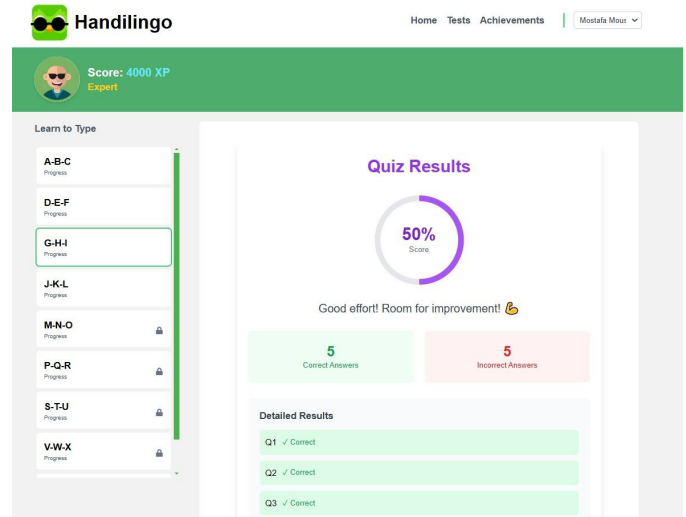 Handilingo
Home Tests Achievements Mostafa Mous
Score: 4000 XP
Expert
Learn to Type
A-B-C
Progress
D-E-F
Progress
G-H-I
Progress
J-K-L
Progress
M-N-O
Progress
P-Q-R
Progress
S-T-U
Progress
V-W-X
Progress
Quiz Results
50%
Score
Good effort! Room for improvement! 💪
5
Correct Answers
5
Incorrect Answers
Detailed Results
Q1 ✓ Correct
Q2 ✓ Correct
Q3 ✓ Correct